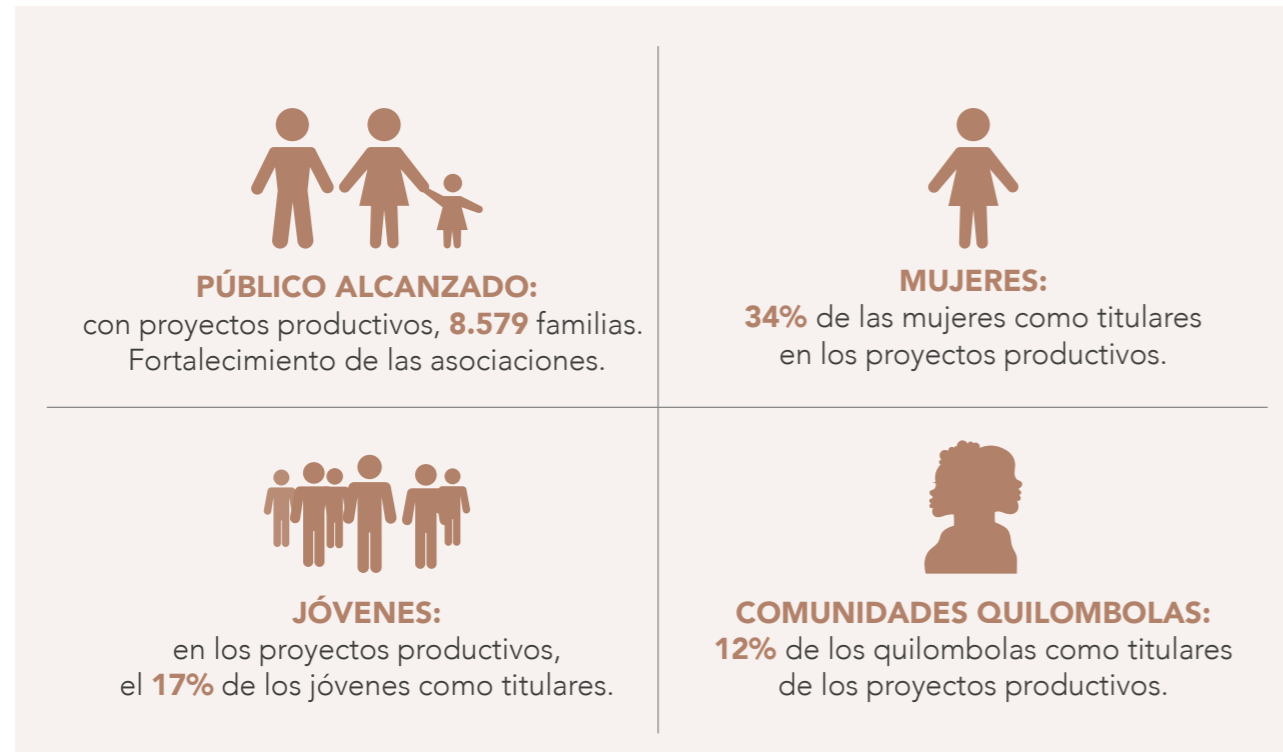 PÚBLICO ALCANZADO:
con proyectos productivos, 8.579 familias.
Fortalecimiento de las asociaciones.
MUJERES:
34% de las mujeres como titulares
en los proyectos productivos.
JÓVENES:
en los proyectos productivos,
el 17% de los jóvenes como titulares.
COMUNIDADES QUILOMBOLAS:
12% de los quilombolas como titulares
de los proyectos productivos.